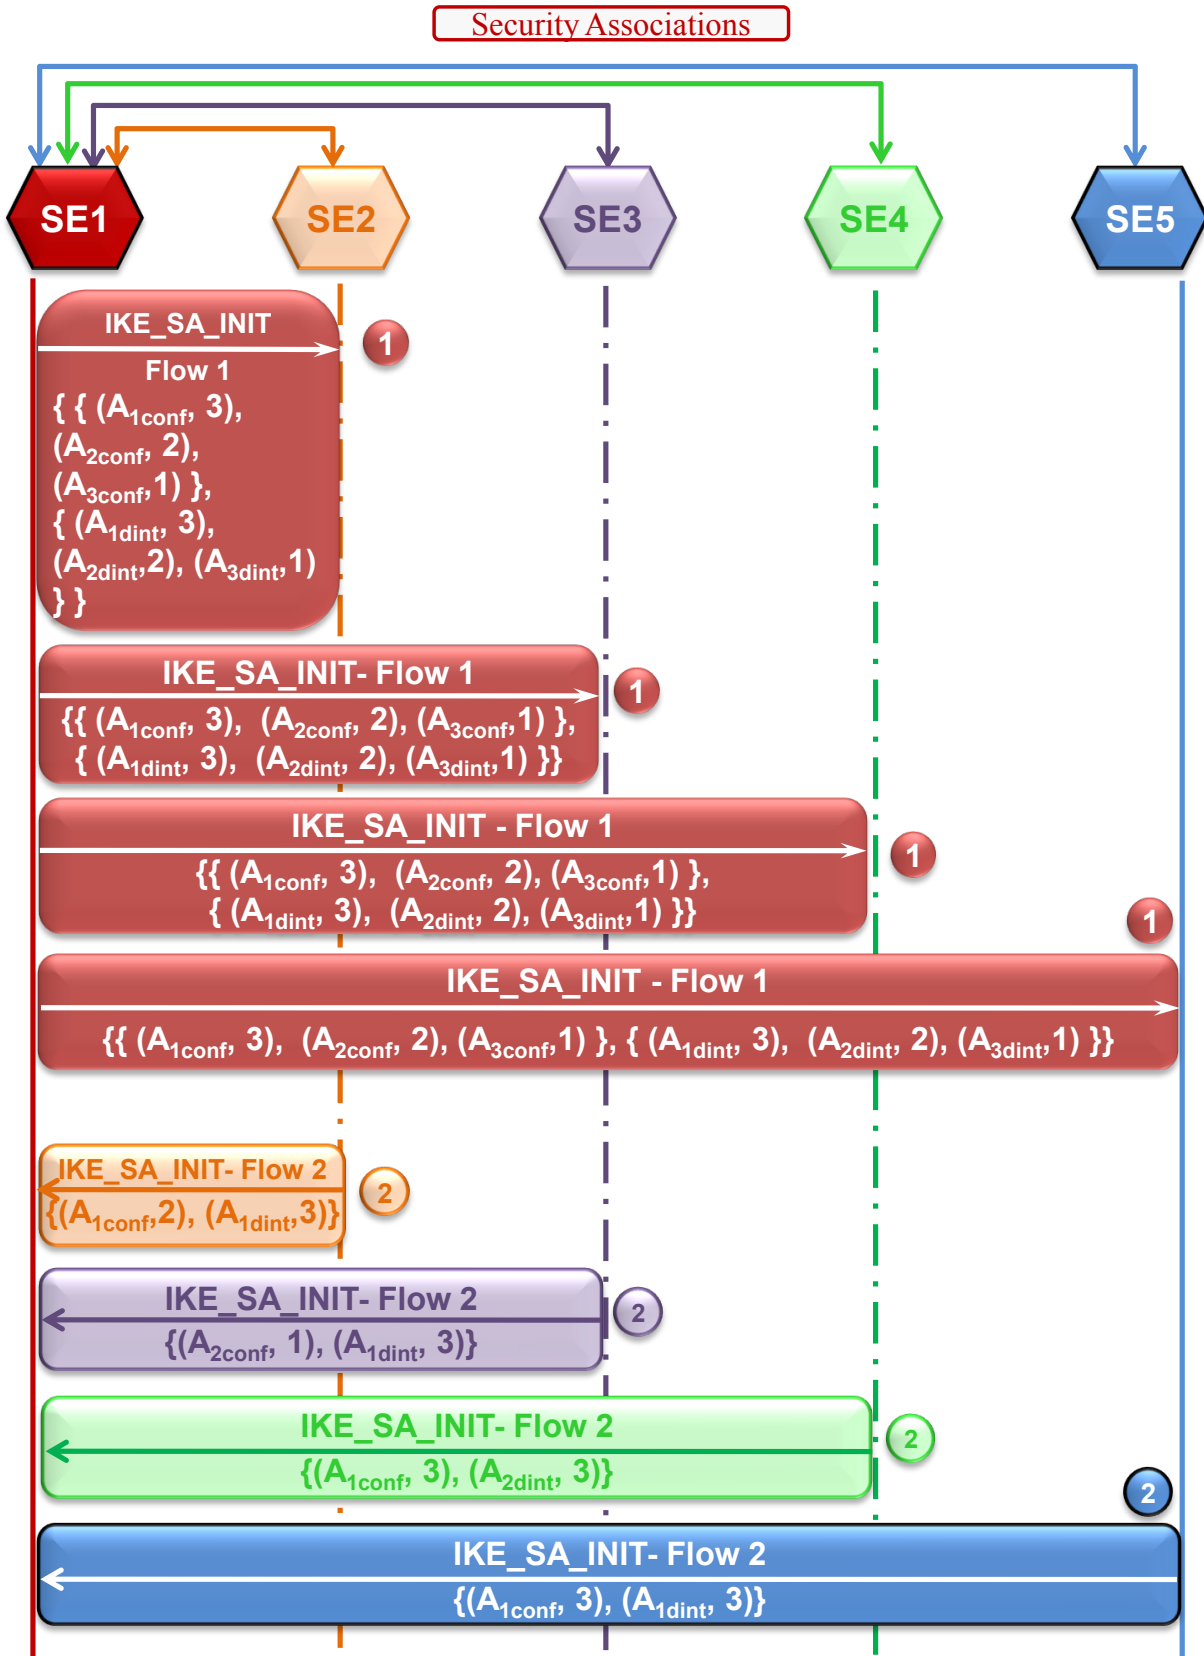 Security Associations
SE1 SE2 SE3 SE4 SE5
IKE_SA_INIT
1
Flow 1
{ { (A1conf, 3),
(A2conf, 2),
(A3conf,1) },
{ (A1dint, 3),
(A2dint,2), (A3dint,1)
} }
IKE_SA_INIT- Flow 1
1
{{ (A1conf, 3), (A2conf, 2), (A3conf,1) },
{ (A1dint, 3), (A2dint, 2), (A3dint,1) }}
IKE_SA_INIT - Flow 1
1
{{ (A1conf, 3), (A2conf, 2), (A3conf,1) },
{ (A1dint, 3), (A2dint, 2), (A3dint,1) }}
1
IKE_SA_INIT - Flow 1
{{ (A1conf, 3), (A2conf, 2), (A3conf,1) }, { (A1dint, 3), (A2dint, 2), (A3dint,1) }}
IKE_SA_INIT- Flow 2
2
{(A1conf,2), (A1dint,3)}
IKE_SA_INIT- Flow 2
2
{(A2conf, 1), (A1dint, 3)}
IKE_SA_INIT- Flow 2
2
{(A1conf, 3), (A2dint, 3)}
2
IKE_SA_INIT- Flow 2
{(A1conf, 3), (A1dint, 3)}